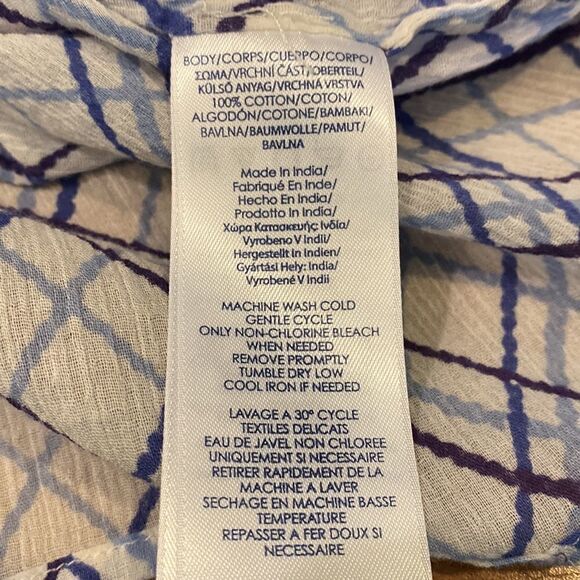 BODY/CORPS/CUERPO/CORPO/
ΣΩΜΑ/VRCHNÍ ČÁST/OBERTEIL/
KÜLSŐ ANYAG/VRCHNÁ VRSTVA
100% COTTON/COTON/
ALGODÓN/COTONE/BAMBAKI/
BAVLNA/BAUMWOLLE/PAMUT/
BAVLNA
Made In India/
Fabriqué En Inde/
Hecho En India/
Prodotto In India/
Χώρα Κατασκευής: Ινδία/
Vyrobeno V Indii/
Hergestellt In Indien/
Gyártási Hely: India/
Vyrobené V Indii
MACHINE WASH COLD
GENTLE CYCLE
ONLY NON-CHLORINE BLEACH
WHEN NEEDED
REMOVE PROMPTLY
TUMBLE DRY LOW
COOL IRON IF NEEDED
LAVAGE A 30° CYCLE
TEXTILES DELICATS
EAU DE JAVEL NON CHLOREE
UNIQUEMENT SI NECESSAIRE
RETIRER RAPIDEMENT DE LA
MACHINE A LAVER
SECHAGE EN MACHINE BASSE
TEMPERATURE
REPASSER A FER DOUX SI
NECESSAIRE